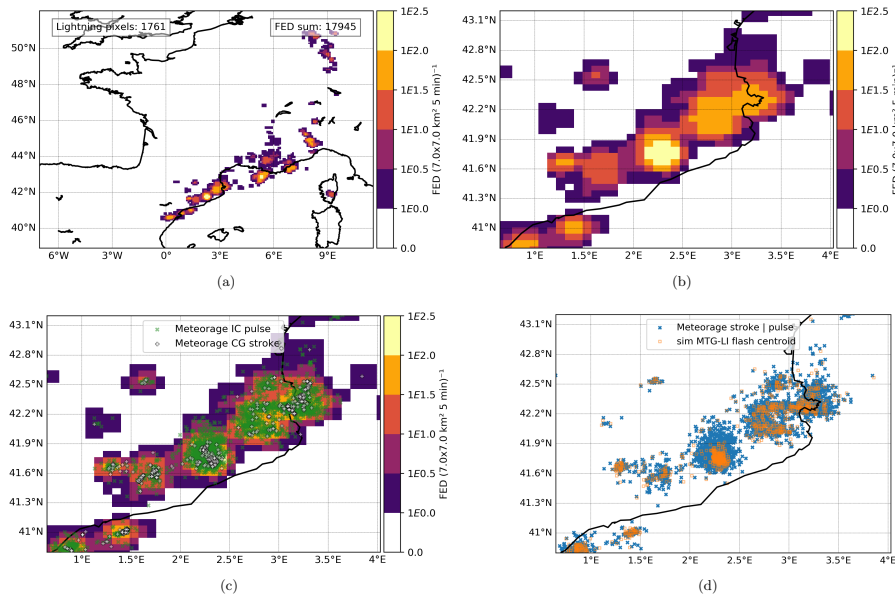 Lightning pixels: 1761
FED sum: 17945
50°N
48°N
46°N
44°N
42°N
40°N
6°W
3°W
0°W
3°E
6°E
9°E
1E2.5
1E2.0
1E1.5
1E1.0
1E0.5
1E0.0
0.0
FED (7.0x7.0 km² 5 min)⁻¹
(a)
43.1°N
42.8°N
42.5°N
42.2°N
41.9°N
41.6°N
41.3°N
41°N
1°E
1.5°E
2°E
2.5°E
3°E
3.5°E
4°E
1E2.5
1E2.0
1E1.5
1E1.0
1E0.5
1E0.0
0.0
(b)
Meteorage IC pulse
Meteorage CG stroke
43.1°N
42.8°N
42.5°N
42.2°N
41.9°N
41.6°N
41.3°N
41°N
1°E
1.5°E
2°E
2.5°E
3°E
3.5°E
1E2.5
1E2.0
1E1.5
1E1.0
1E0.5
1E0.0
0.0
FED (7.0x7.0 km² 5 min)⁻¹
(c)
Meteorage stroke | pulse
sim MTG-LI flash centroid
43.1°N
42.8°N
42.5°N
42.2°N
41.9°N
41.6°N
41.3°N
41°N
1°E
1.5°E
2°E
2.5°E
3°E
3.5°E
4°E
(d)